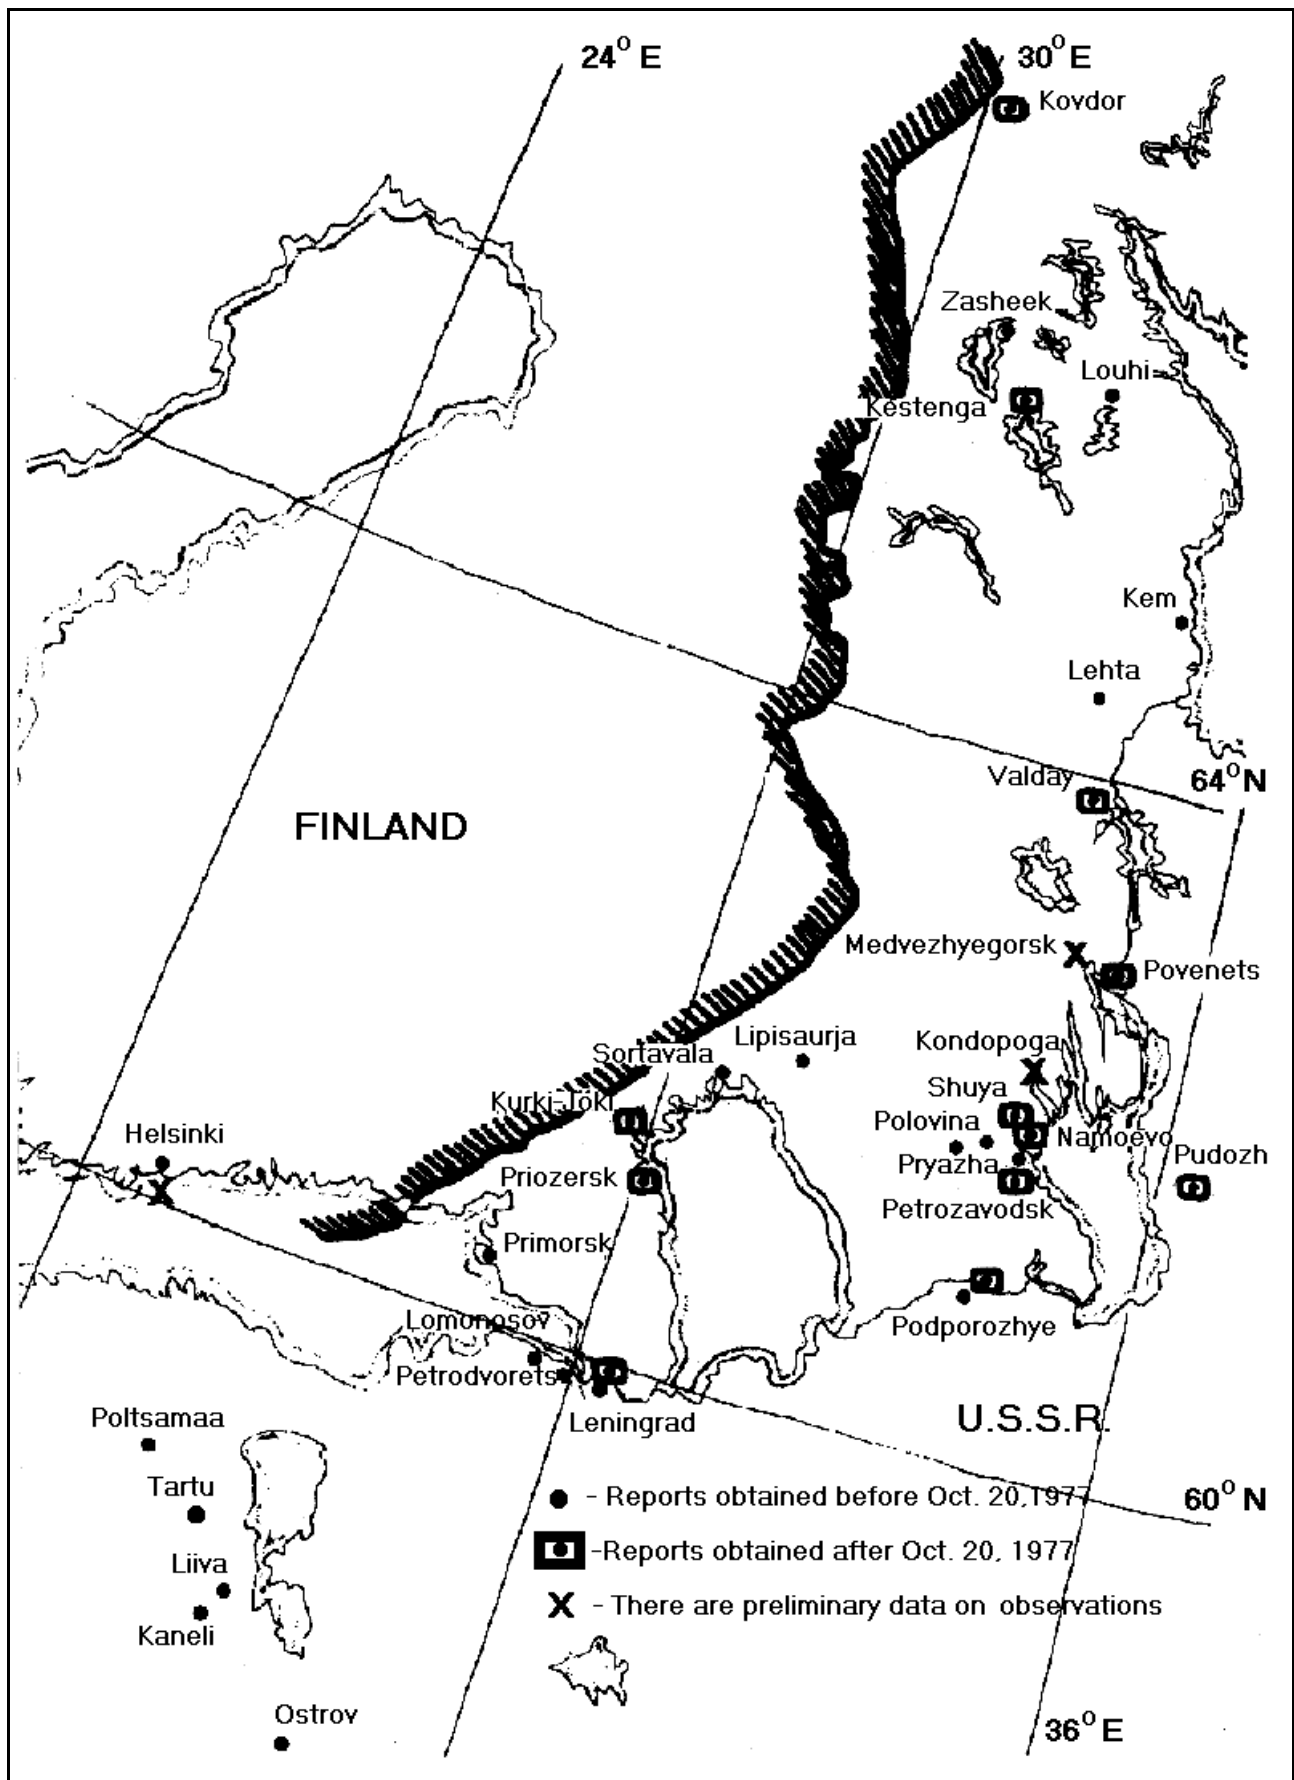 24° E
30° E
Kovdor
Zasheek
Louhi
Kestenga
Kem
Lehta
Valday
64° N
FINLAND
Medvezhyegorsk
Povenets
Kondopoga
Lipisaurja
Sortavala
Shuya
Kurki-Joki
Polovina
Helsinki
Namoevo
Pudozh
Pryazha
Priozersk
Petrozavodsk
Primorsk
Lomonosov
Podporozhye
Petrodvorets
Leningrad
Poltsamaa
U.S.S.R.
Tartu
- Reports obtained before Oct. 20,1977
60° N
-Reports obtained after Oct. 20, 1977
Liiva
X - There are preliminary data on observations
Kaneli
Ostrov
36° E